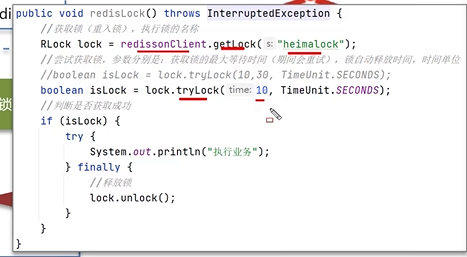 public void redisLock() throws InterruptedException {
//获取锁（重入锁），执行锁的名称
RLock lock = redissonClient.getLock( s: "heimalock");
//尝试获取锁，参数分别是：获取锁的最大等待时间（期间会重试），锁自动释放时间，时间单位
//boolean isLock = lock.tryLock(10,30, TimeUnit.SECONDS);
boolean isLock = lock.tryLock( time: 10, TimeUnit.SECONDS);
//判断是否获取成功
if (isLock) {
try {
System.out.println("执行业务");
} finally {
//释放锁
lock.unlock();
}
}
}
di
锁